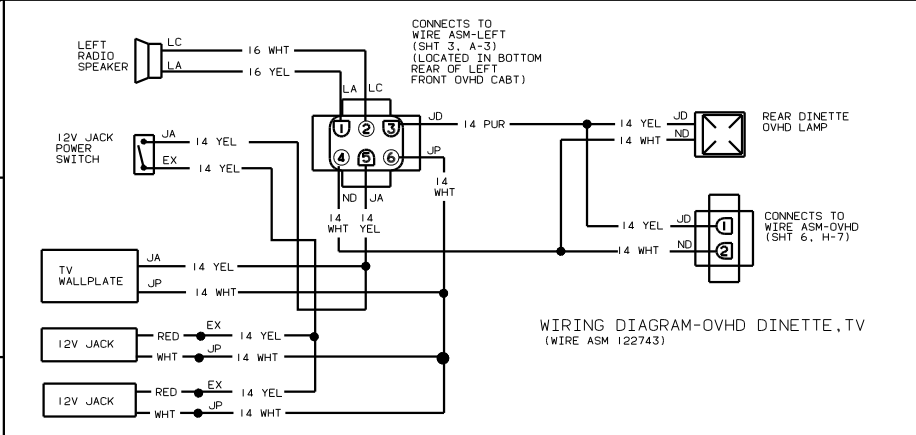 CONNECTS TO
WIRE ASM-LEFT
(SHT 3, A-3)
(LOCATED IN BOTTOM
REAR OF LEFT
FRONT OVHD CABT)
LEFT
RADIO
SPEAKER
LC
16 WHT
LA
16 YEL
LA LC
1 2 3
4 5 6
JD
14 PUR
JP
14
WHT
ND JA
14
WHT
14
YEL
12V JACK
POWER
SWITCH
JA
14 YEL
EX
14 YEL
14 YEL
JD
14 WHT
ND
REAR DINETTE
OVHD LAMP
14 YEL
JD
1
14 WHT
ND
2
CONNECTS TO
WIRE ASM-OVHD
(SHT 6, H-7)
TV
WALLPLATE
JA
14 YEL
JP
14 WHT
12V JACK
RED
EX
14 YEL
WHT
JP
14 WHT
12V JACK
RED
EX
14 YEL
WHT
JP
14 WHT
WIRING DIAGRAM-OVHD DINETTE,TV
(WIRE ASM 122743)